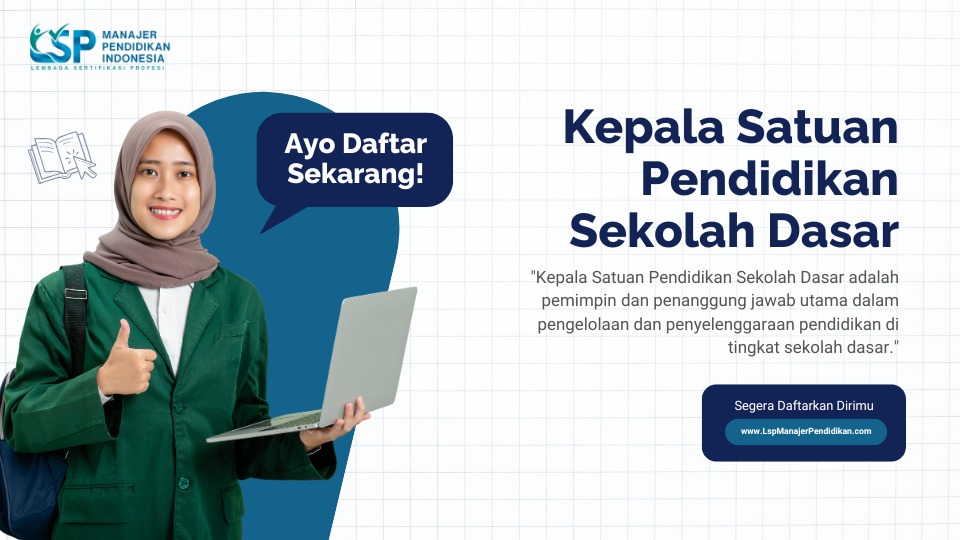 LSP MANAJER
PENDIDIKAN
INDONESIA
LEMBAGA SERTIFIKASI PROFESI
Ayo Daftar
Sekarang!
Kepala Satuan
Pendidikan
Sekolah Dasar
"Kepala Satuan Pendidikan Sekolah Dasar adalah
pemimpin dan penanggung jawab utama dalam
pengelolaan dan penyelenggaraan pendidikan di
tingkat sekolah dasar."
Segera Daftarkan Dirimu
www.LspManajerPendidikan.com